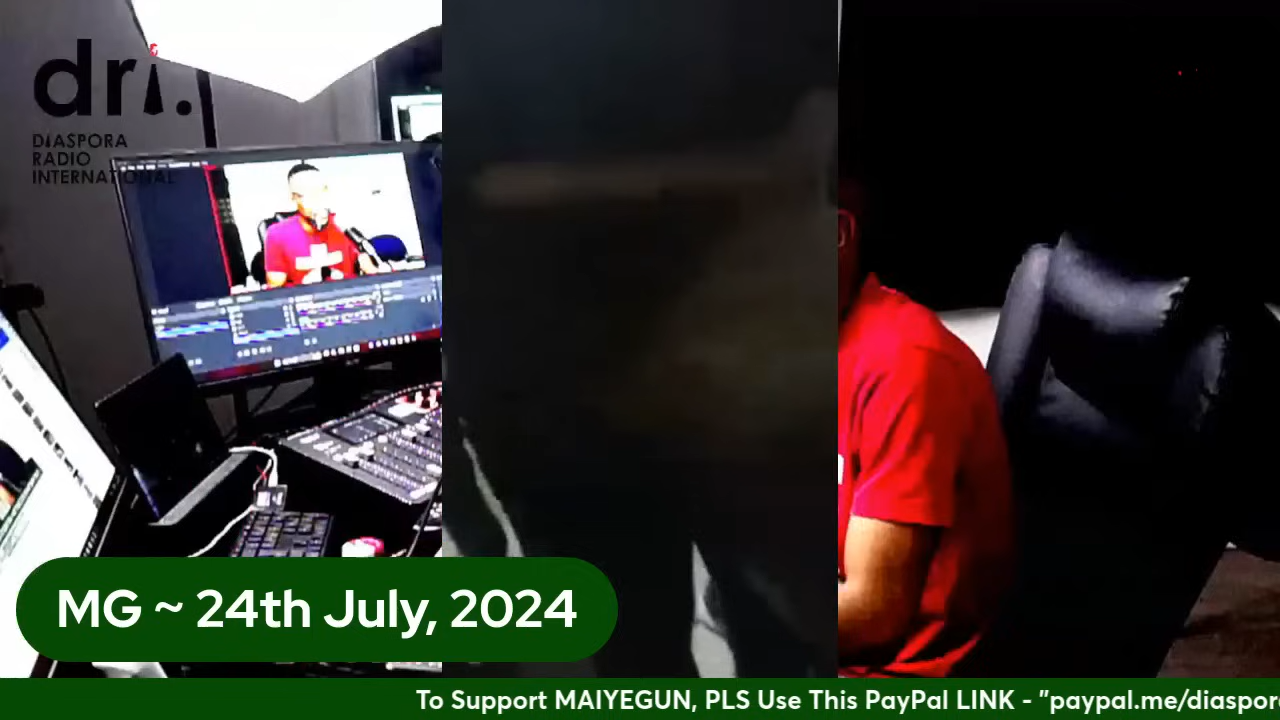 dri.
DIASPORA
RADIO
INTERNATIONAL
MG ~ 24th July, 2024
To Support MAIYEGUN, PLS Use This PayPal LINK - "paypal.me/diaspor